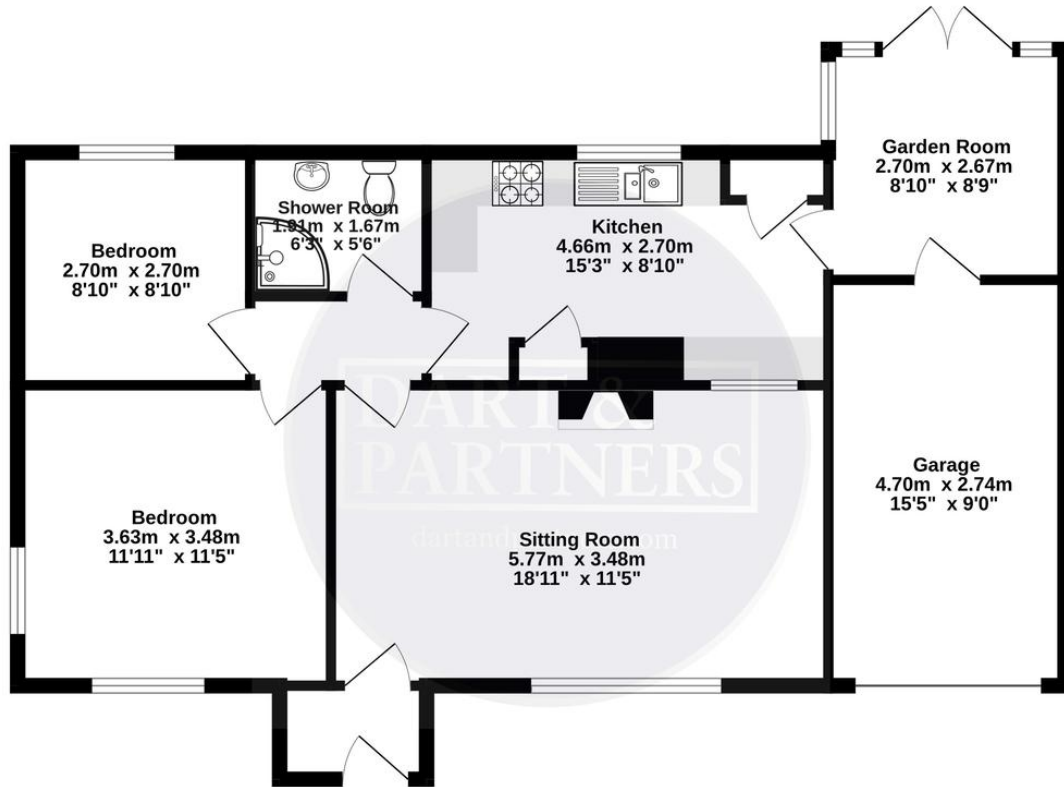 Garden Room
2.70m x 2.67m
8'10" x 8'9"
Shower Room
1.91m x 1.67m
6'3" x 5'6"
Kitchen
4.66m x 2.70m
15'3" x 8'10"
Bedroom
2.70m x 2.70m
8'10" x 8'10"
DART &
PARTNERS
Garage
4.70m x 2.74m
15'5" x 9'0"
Bedroom
3.63m x 3.48m
11'11" x 11'5"
Sitting Room
5.77m x 3.48m
18'11" x 11'5"